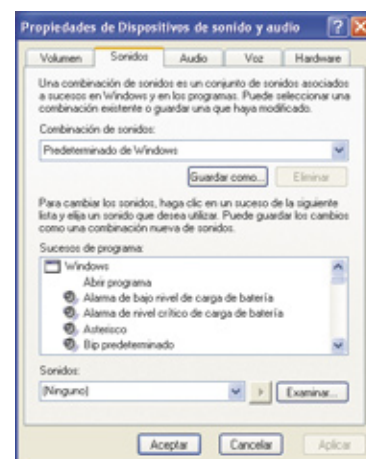 Propiedades de Dispositivos de sonido y audio
Volumen Sonidos Audio Voz Hardware
Una combinación de sonidos es un conjunto de sonidos asociados
a sucesos en Windows y en los programas. Puede seleccionar una
combinación existente o guardar una que haya modificado.
Combinación de sonidos:
Predeterminado de Windows
Guardar como... Eliminar
Para cambiar los sonidos, haga clic en un suceso de la siguiente
lista y elija un sonido que desea utilizar. Puede guardar los cambios
como una combinación nueva de sonidos.
Sucesos de programa:
Windows
Abrir programa
Alarma de bajo nivel de carga de batería
Alarma de nivel crítico de carga de batería
Asterisco
Bip predeterminado
Sonidos:
(Ninguno) Examinar...
Aceptar Cancelar Aplicar